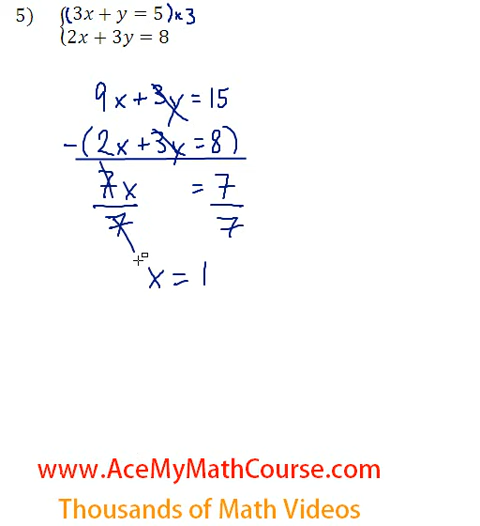 5) {(3x + y = 5)×3
{2x + 3y = 8
9x + 3y = 15
-(2x + 3y = 8)
7x = 7
7 7
x = 1
www.AceMyMathCourse.com
Thousands of Math Videos